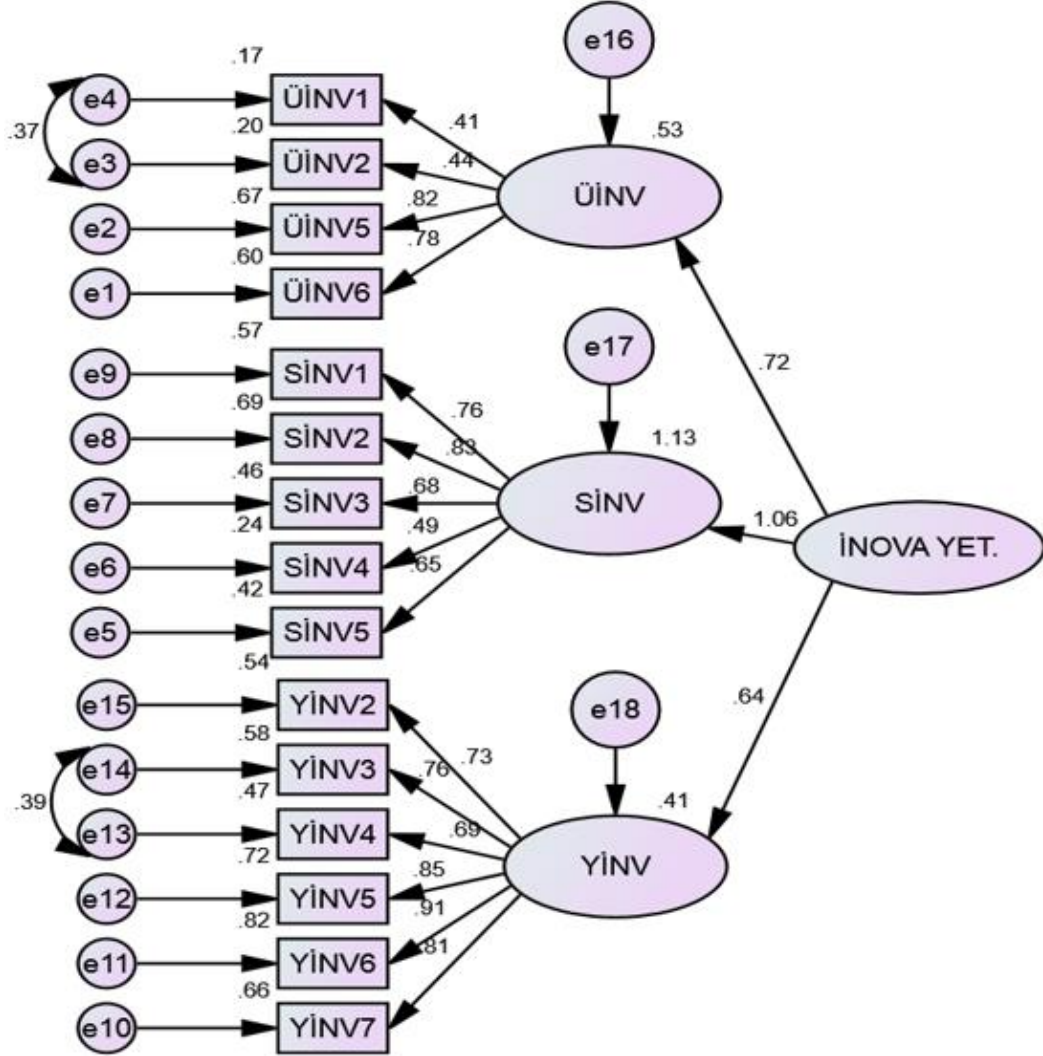 e16
.17
e4
ÜİNV1
.41
.53
.37
.20
e3
ÜİNV2
.44
ÜİNV
.67
.82
e2
ÜİNV5
.60
.78
e1
ÜİNV6
.57
e17
e9
SİNV1
.72
.69
.76
e8
SİNV2
.83
1.13
.46
e7
SİNV3
.68
SİNV
.24
.49
1.06
e6
SİNV4
.65
İNOVA YET.
.42
e5
SİNV5
.54
e15
YİNV2
e18
.64
.58
e14
YİNV3
.76
.73
.39
.47
.41
e13
YİNV4
.69
.72
.85
YİNV
e12
YİNV5
.82
.91
e11
YİNV6
.81
.66
e10
YİNV7